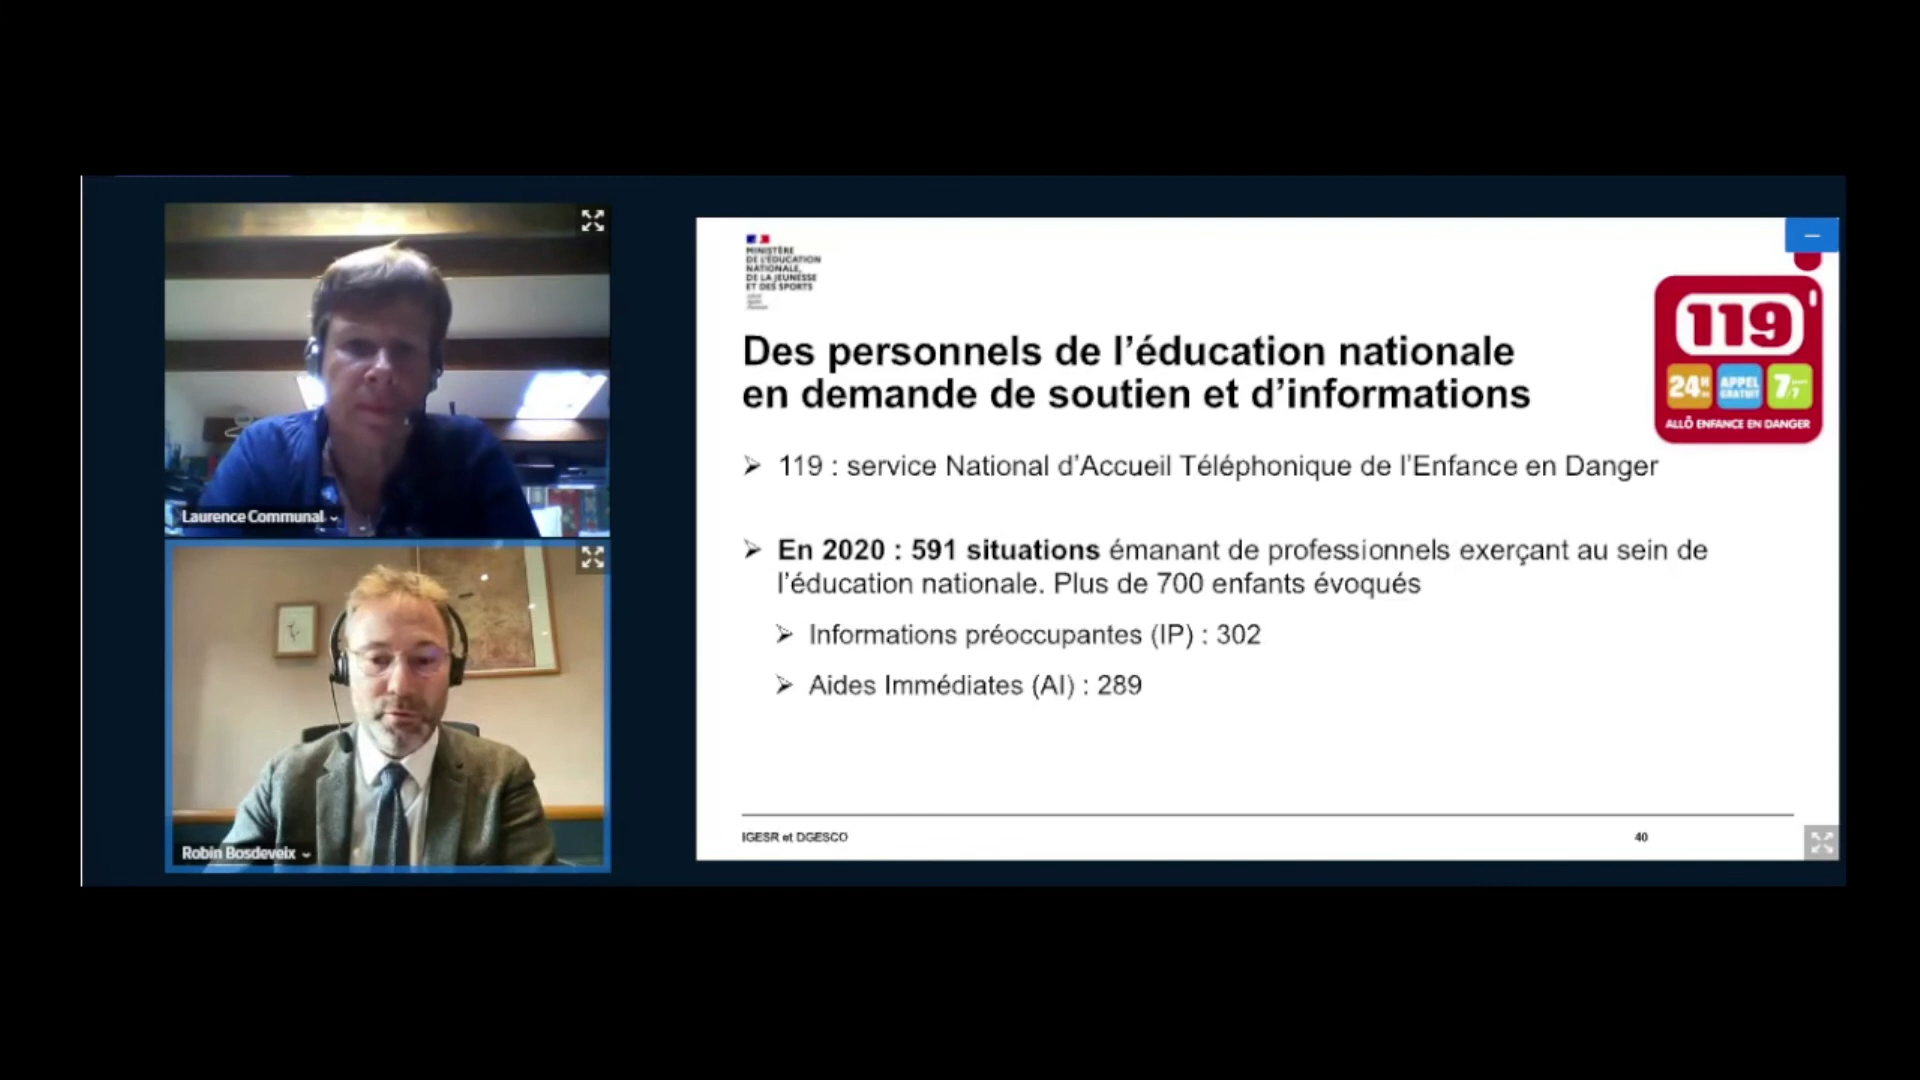 Laurence Communal
Robin Bosdeveix
MINISTÈRE
DE L'ÉDUCATION
NATIONALE,
DE LA JEUNESSE
ET DES SPORTS
119
24H
APPEL
GRATUIT
7/7
ALLÔ ENFANCE EN DANGER
Des personnels de l'éducation nationale
en demande de soutien et d'informations
➢ 119 : service National d'Accueil Téléphonique de l'Enfance en Danger
➢ En 2020 : 591 situations émanant de professionnels exerçant au sein de
l'éducation nationale. Plus de 700 enfants évoqués
➢ Informations préoccupantes (IP) : 302
➢ Aides Immédiates (AI) : 289
IGESR et DGESCO
40